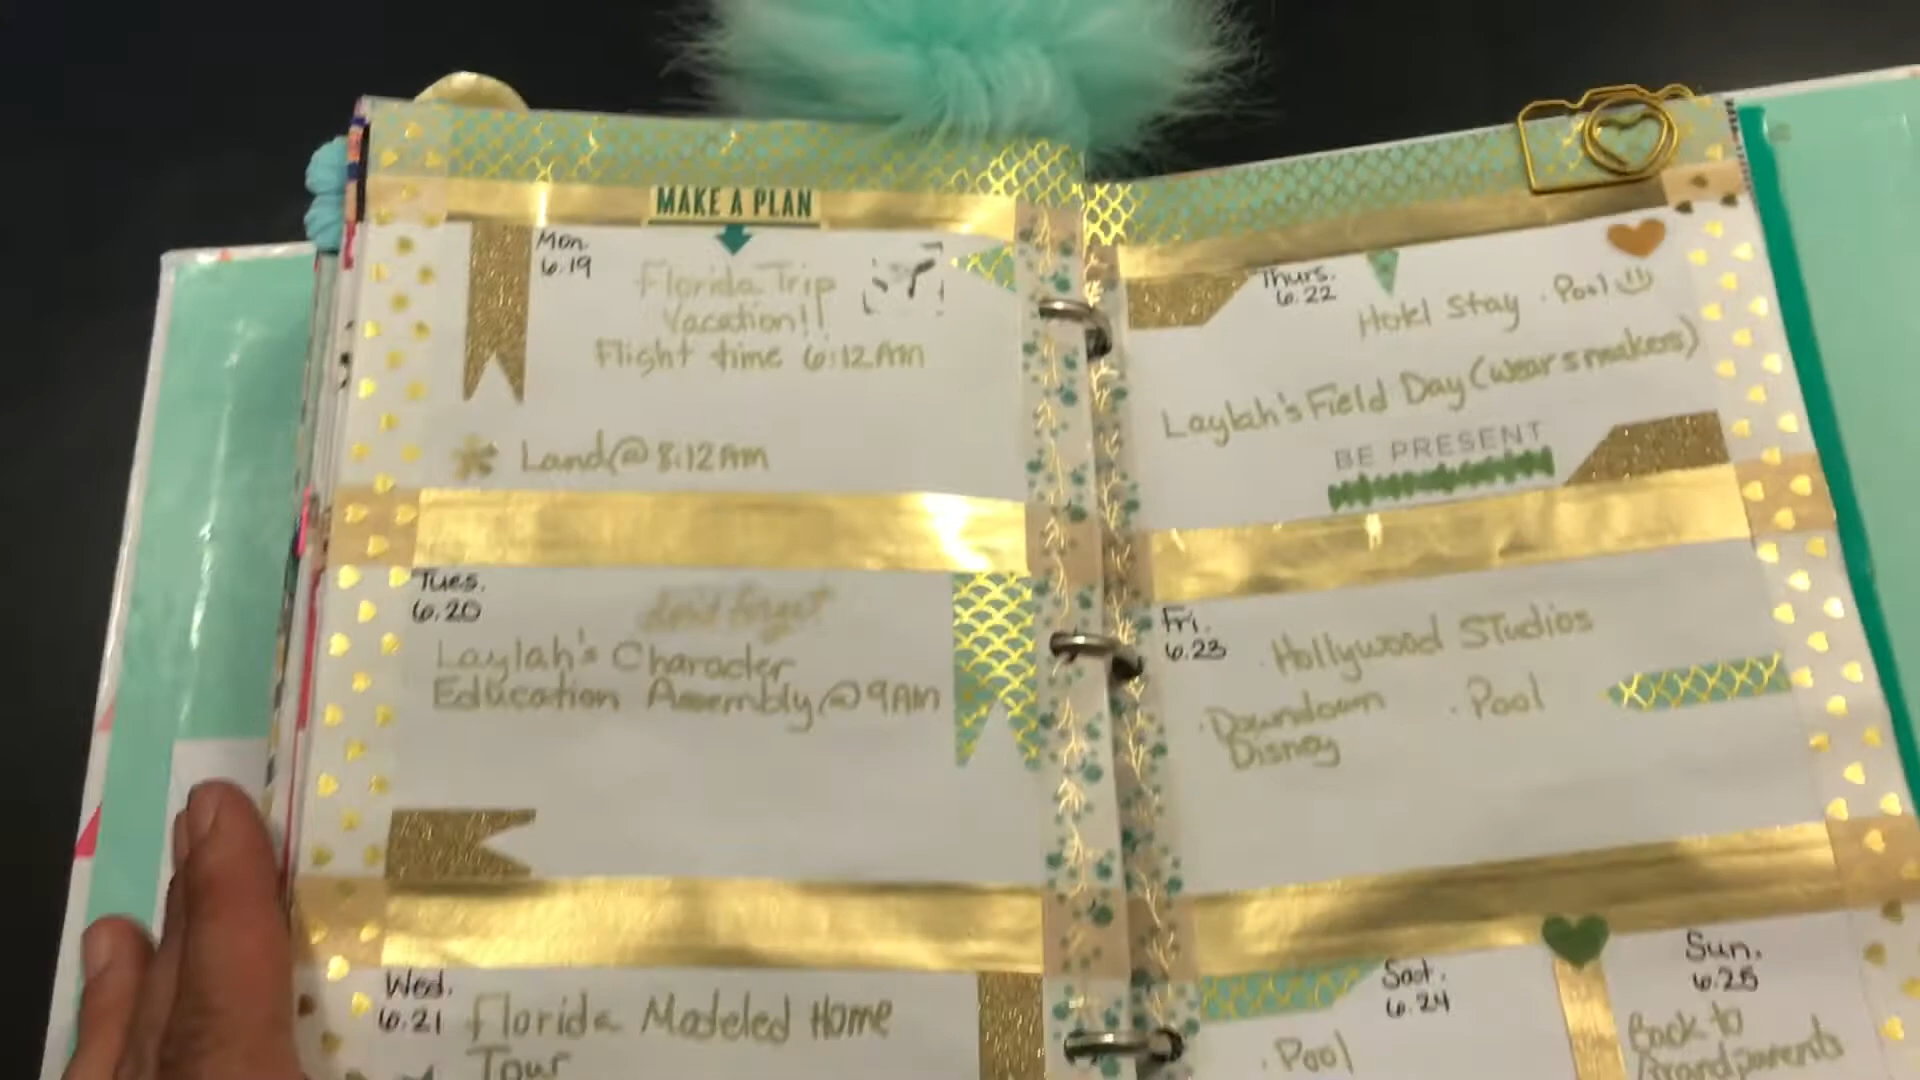 MAKE A PLAN
Mon.
6.19
Florida Trip
Vacation!!
Flight time 6:12AM
Land@8:12AM
Tues.
6.20
Dont forget
Laylah's Character
Education Assembly@9AM
Wed.
6.21
Florida Modeled Home
Tour
Thurs.
6.22
Hotel Stay · Pool
Laylah's Field Day (wear sneakers)
BE PRESENT
Fri.
6.23
· Hollywood Studios
· Downtown
Disney
· Pool
Sat.
6.24
· Pool
Sun.
6.25
Back to
Grandparents